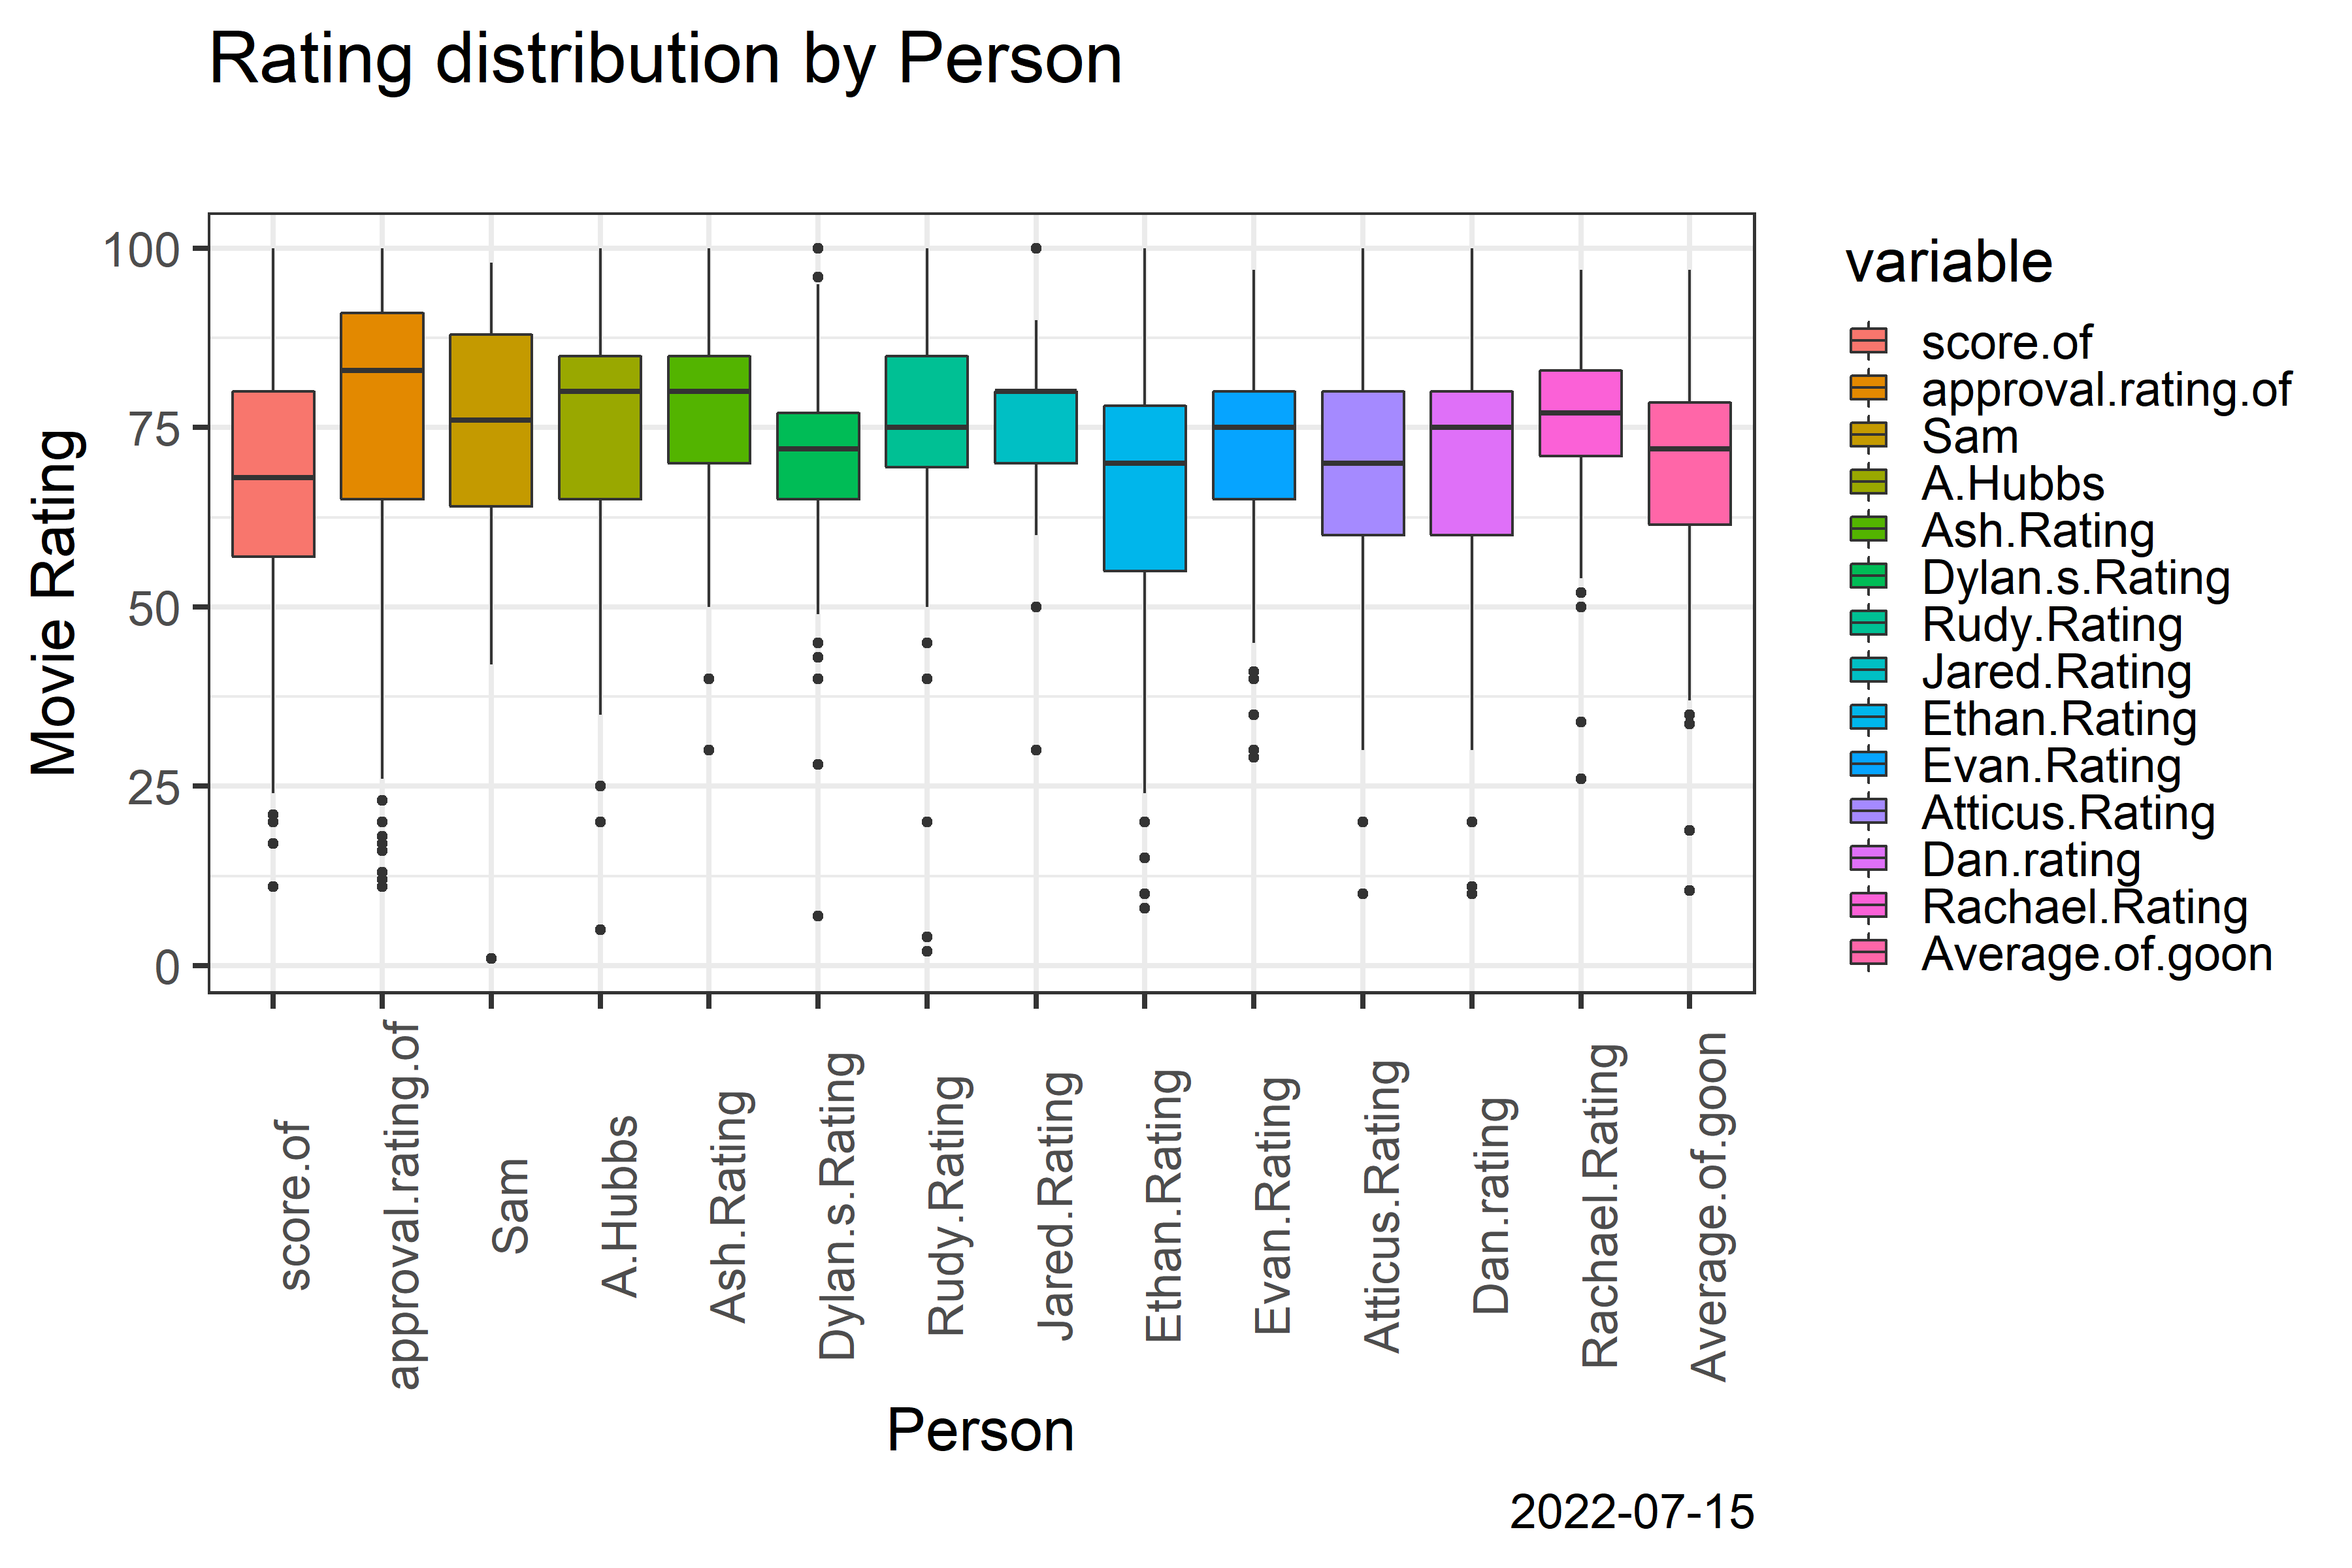 Rating distribution by Person
Movie Rating
100
75
50
25
0
score.of
approval.rating.of
Sam
A.Hubbs
Ash.Rating
Dylan.s.Rating
Rudy.Rating
Jared.Rating
Ethan.Rating
Evan.Rating
Atticus.Rating
Dan.rating
Rachael.Rating
Average.of.goon
Person
variable
score.of
approval.rating.of
Sam
A.Hubbs
Ash.Rating
Dylan.s.Rating
Rudy.Rating
Jared.Rating
Ethan.Rating
Evan.Rating
Atticus.Rating
Dan.rating
Rachael.Rating
Average.of.goon
2022-07-15